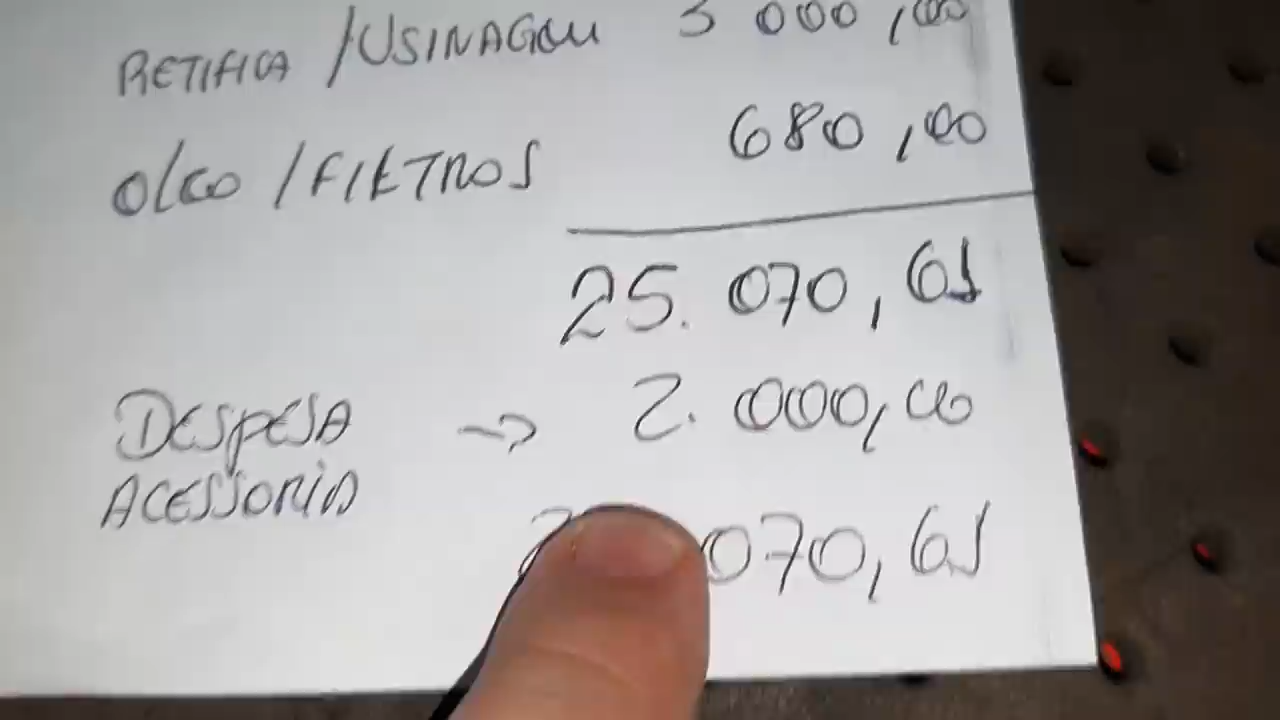 RETIFICA /USINAGEM 3 000,00
OLEO /FILTROS 680,00
25.070,61
DESPESA → 2.000,00
ACESSORIA
070,61